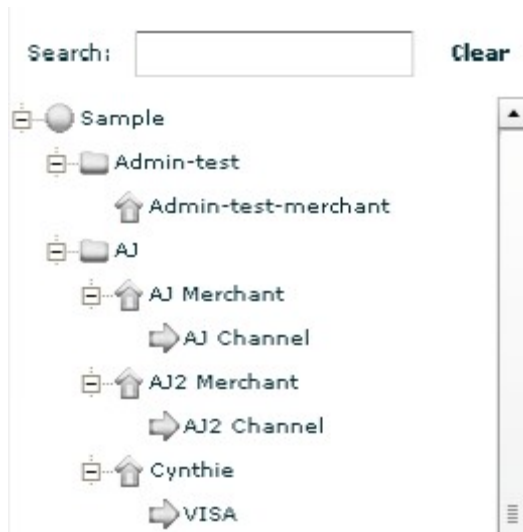 Search: Clear
Sample
Admin-test
Admin-test-merchant
AJ
AJ Merchant
AJ Channel
AJ2 Merchant
AJ2 Channel
Cynthie
VISA